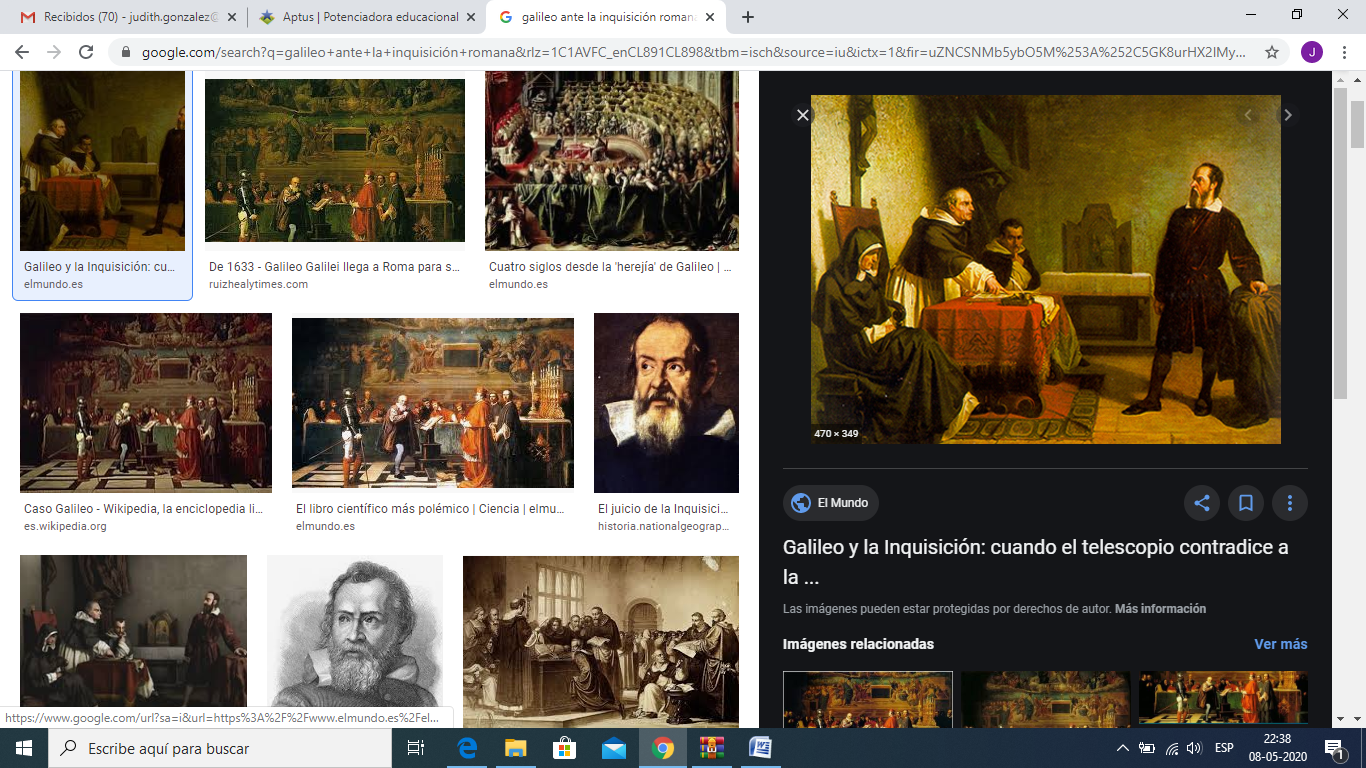 Recibidos (70) - judith.gonzalez@
Aptus | Potenciadora educacional
galileo ante la inquisición romana
google.com/search?q=galileo+ante+la+inquisición+romana&rlz=1C1AVFC_enCL891CL898&tbm=isch&source=iu&ictx=1&fir=uZNCSNMb5ybO5M%253A%252C5GK8urHX2IMy...
J
Galileo y la Inquisición: cu...
elmundo.es
De 1633 - Galileo Galilei llega a Roma para s...
ruizhealytimes.com
Cuatro siglos desde la 'herejía' de Galileo | ...
elmundo.es
Caso Galileo - Wikipedia, la enciclopedia li...
es.wikipedia.org
El libro científico más polémico | Ciencia | elmu...
elmundo.es
El juicio de la Inquisici...
historia.nationalgeograp...
470 × 349
El Mundo
Galileo y la Inquisición: cuando el telescopio contradice a
la ...
Las imágenes pueden estar protegidas por derechos de autor. Más información
Imágenes relacionadas
Ver más
https://www.google.com/url?sa=i&url=https%3A%2F%2Fwww.elmundo.es%2Fel...
Escribe aquí para buscar
ESP
22:38
08-05-2020
1